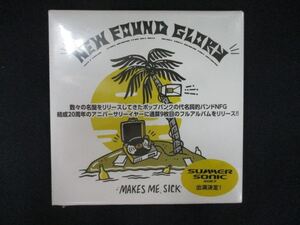 NEW FOUND GLORY
数々の名盤をリリースしてきたポップパンクの代名詞的バンドNFG
結成20周年のアニバーサリーイヤーに通算9枚目のフルアルバムをリリース!!
SUMMER
SONIC
出演決定!
MAKES ME SICK